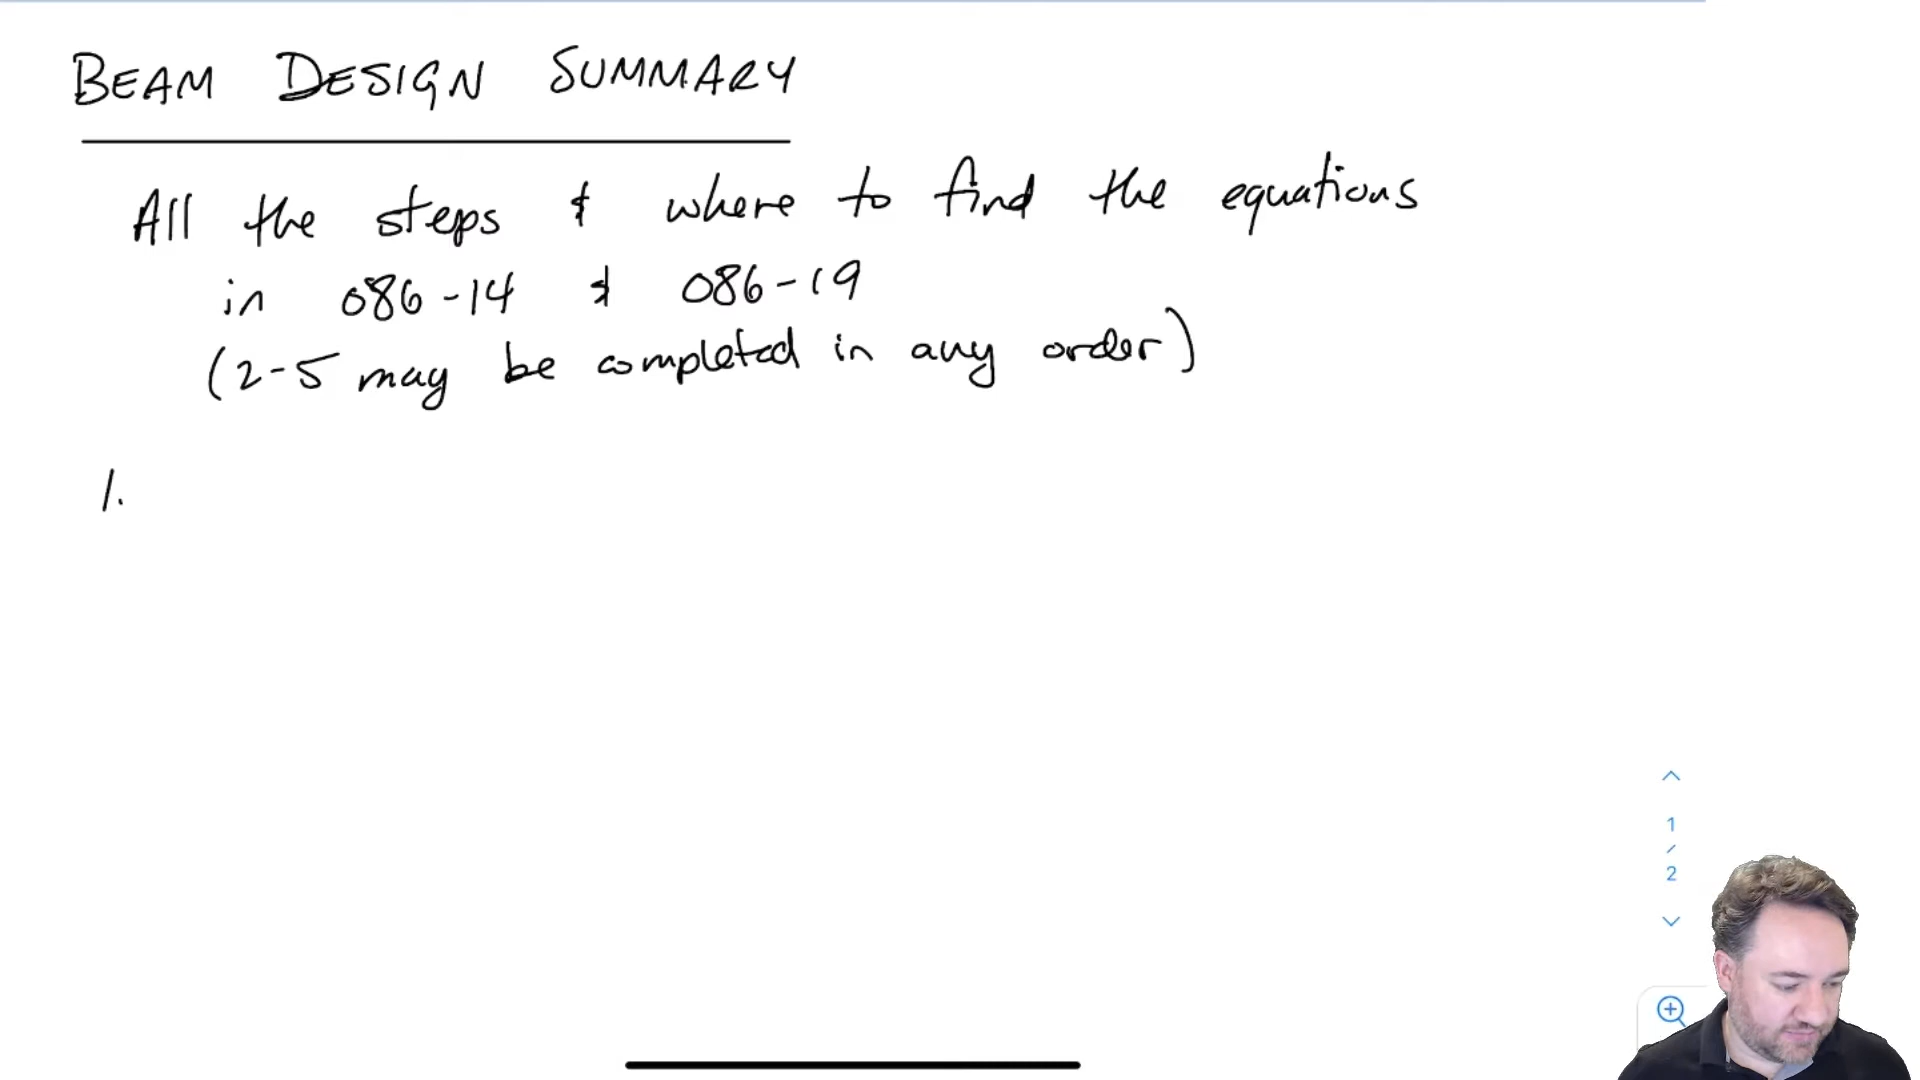 BEAM DESIGN SUMMARY
All the steps & where to find the equations
in 086-14 & 086-19
(2-5 may be completed in any order)
1.
1
/
2